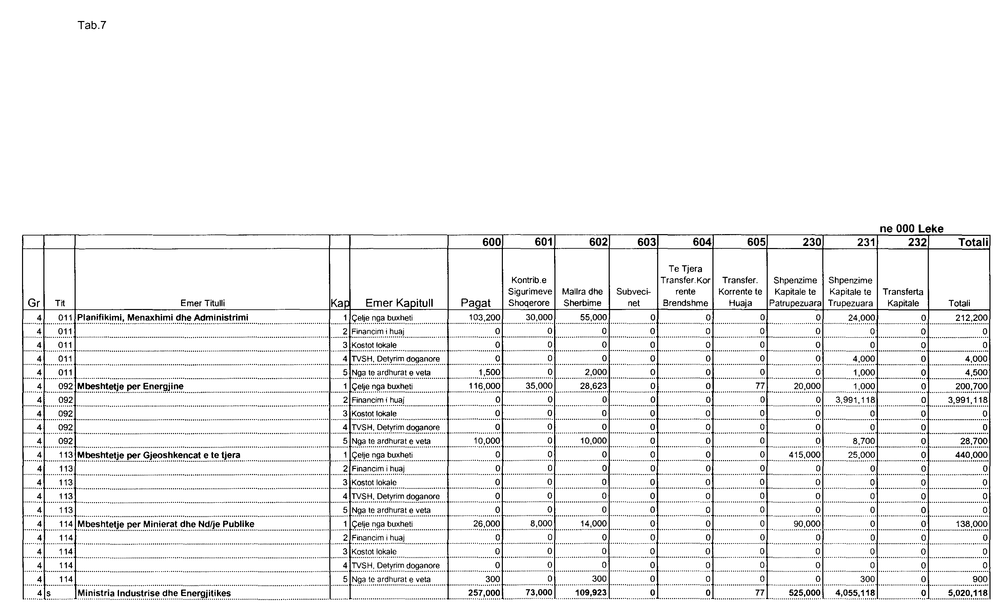 Tab.7
ne 000 Leke
600 601 602 603 604 605 230 231 232 Totali
Te Tjera
Kontrib.e Transfer.Kor Transfer. Shpenzime Shpenzime
Sigurimeve Mallra dhe Subveci- rente Korrente te Kapitale te Kapitale te Transferta
Gr Tit Emer Titulli Kap Emer Kapitull Pagat Shoqerore Sherbime net Brendshme Huaja Patrupezuara Trupezuara Kapitale Totali
4 011 Planifikimi, Menaxhimi dhe Administrimi 1 Çelje nga buxheti 103,200 30,000 55,000 0 0 0 0 24,000 0 212,200
4 011 2 Financim i huaj 0 0 0 0 0 0 0 0 0 0
4 011 3 Kostot lokale 0 0 0 0 0 0 0 0 0 0
4 011 4 TVSH, Detyrim doganore 0 0 0 0 0 0 0 4,000 0 4,000
4 011 5 Nga te ardhurat e veta 1,500 0 2,000 0 0 0 0 1,000 0 4,500
4 092 Mbeshtetje per Energjine 1 Çelje nga buxheti 116,000 35,000 28,623 0 0 77 20,000 1,000 0 200,700
4 092 2 Financim i huaj 0 0 0 0 0 0 0 3,991,118 0 3,991,118
4 092 3 Kostot lokale 0 0 0 0 0 0 0 0 0 0
4 092 4 TVSH, Detyrim doganore 0 0 0 0 0 0 0 0 0 0
4 092 5 Nga te ardhurat e veta 10,000 0 10,000 0 0 0 0 8,700 0 28,700
4 113 Mbeshtetje per Gjeoshkencat e te tjera 1 Çelje nga buxheti 0 0 0 0 0 0 415,000 25,000 0 440,000
4 113 2 Financim i huaj 0 0 0 0 0 0 0 0 0 0
4 113 3 Kostot lokale 0 0 0 0 0 0 0 0 0 0
4 113 4 TVSH, Detyrim doganore 0 0 0 0 0 0 0 0 0 0
4 113 5 Nga te ardhurat e veta 0 0 0 0 0 0 0 0 0 0
4 114 Mbeshtetje per Minierat dhe Nd/je Publike 1 Çelje nga buxheti 26,000 8,000 14,000 0 0 0 90,000 0 0 138,000
4 114 2 Financim i huaj 0 0 0 0 0 0 0 0 0 0
4 114 3 Kostot lokale 0 0 0 0 0 0 0 0 0 0
4 114 4 TVSH, Detyrim doganore 0 0 0 0 0 0 0 0 0 0
4 114 5 Nga te ardhurat e veta 300 0 300 0 0 0 0 300 0 900
4 s Ministria Industrise dhe Energjitikes 257,000 73,000 109,923 0 0 77 525,000 4,055,118 0 5,020,118